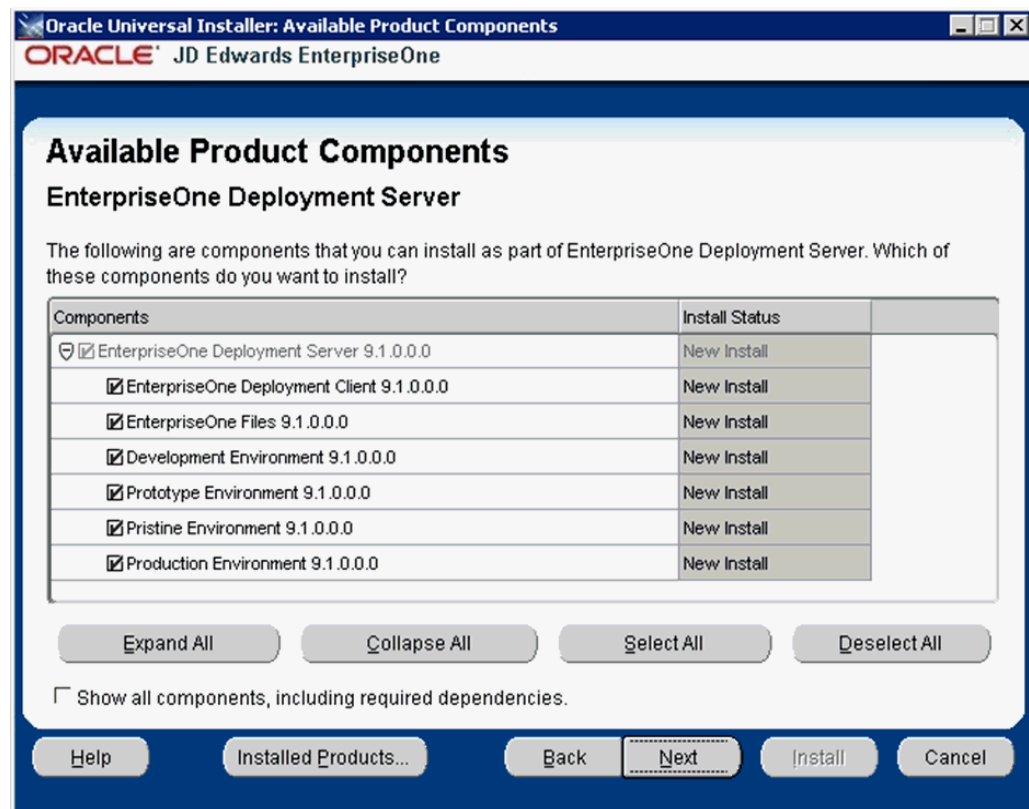 Oracle Universal Installer: Available Product Components
ORACLE JD Edwards EnterpriseOne
Available Product Components
EnterpriseOne Deployment Server
The following are components that you can install as part of EnterpriseOne Deployment Server. Which of
these components do you want to install?
Components Install Status
EnterpriseOne Deployment Server 9.1.0.0.0 New Install
EnterpriseOne Deployment Client 9.1.0.0.0 New Install
EnterpriseOne Files 9.1.0.0.0 New Install
Development Environment 9.1.0.0.0 New Install
Prototype Environment 9.1.0.0.0 New Install
Pristine Environment 9.1.0.0.0 New Install
Production Environment 9.1.0.0.0 New Install
Expand All Collapse All Select All Deselect All
Show all components, including required dependencies.
Help Installed Products... Back Next Install Cancel